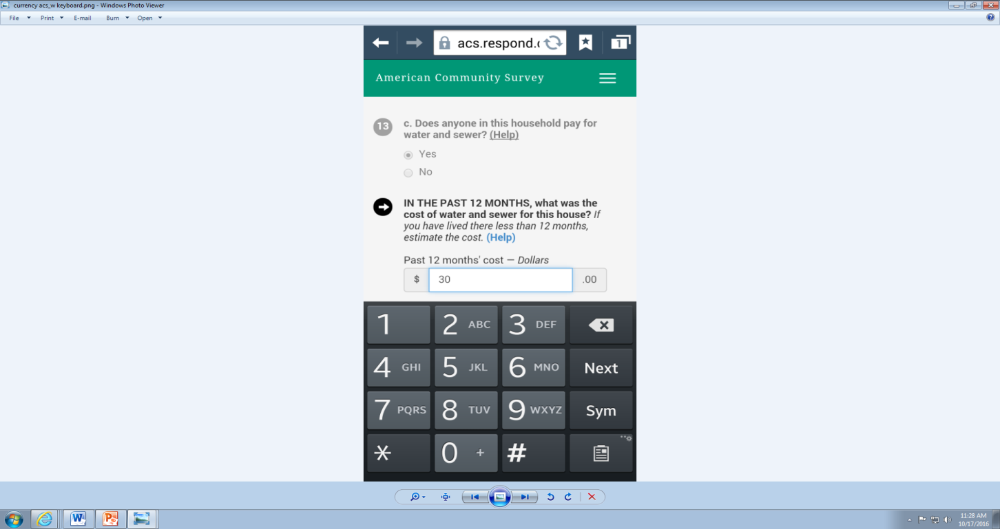 currency acs_w keyboard.png - Windows Photo Viewer
File Print E-mail Burn Open
acs.respond.c
1
American Community Survey
13 c. Does anyone in this household pay for
water and sewer? (Help)
Yes
No
IN THE PAST 12 MONTHS, what was the
cost of water and sewer for this house? If
you have lived there less than 12 months,
estimate the cost. (Help)
Past 12 months' cost — Dollars
$ 30 .00
1 2 ABC 3 DEF
4 GHI 5 JKL 6 MNO Next
7 PQRS 8 TUV 9 WXYZ Sym
* 0 + #
11:28 AM
10/17/2016